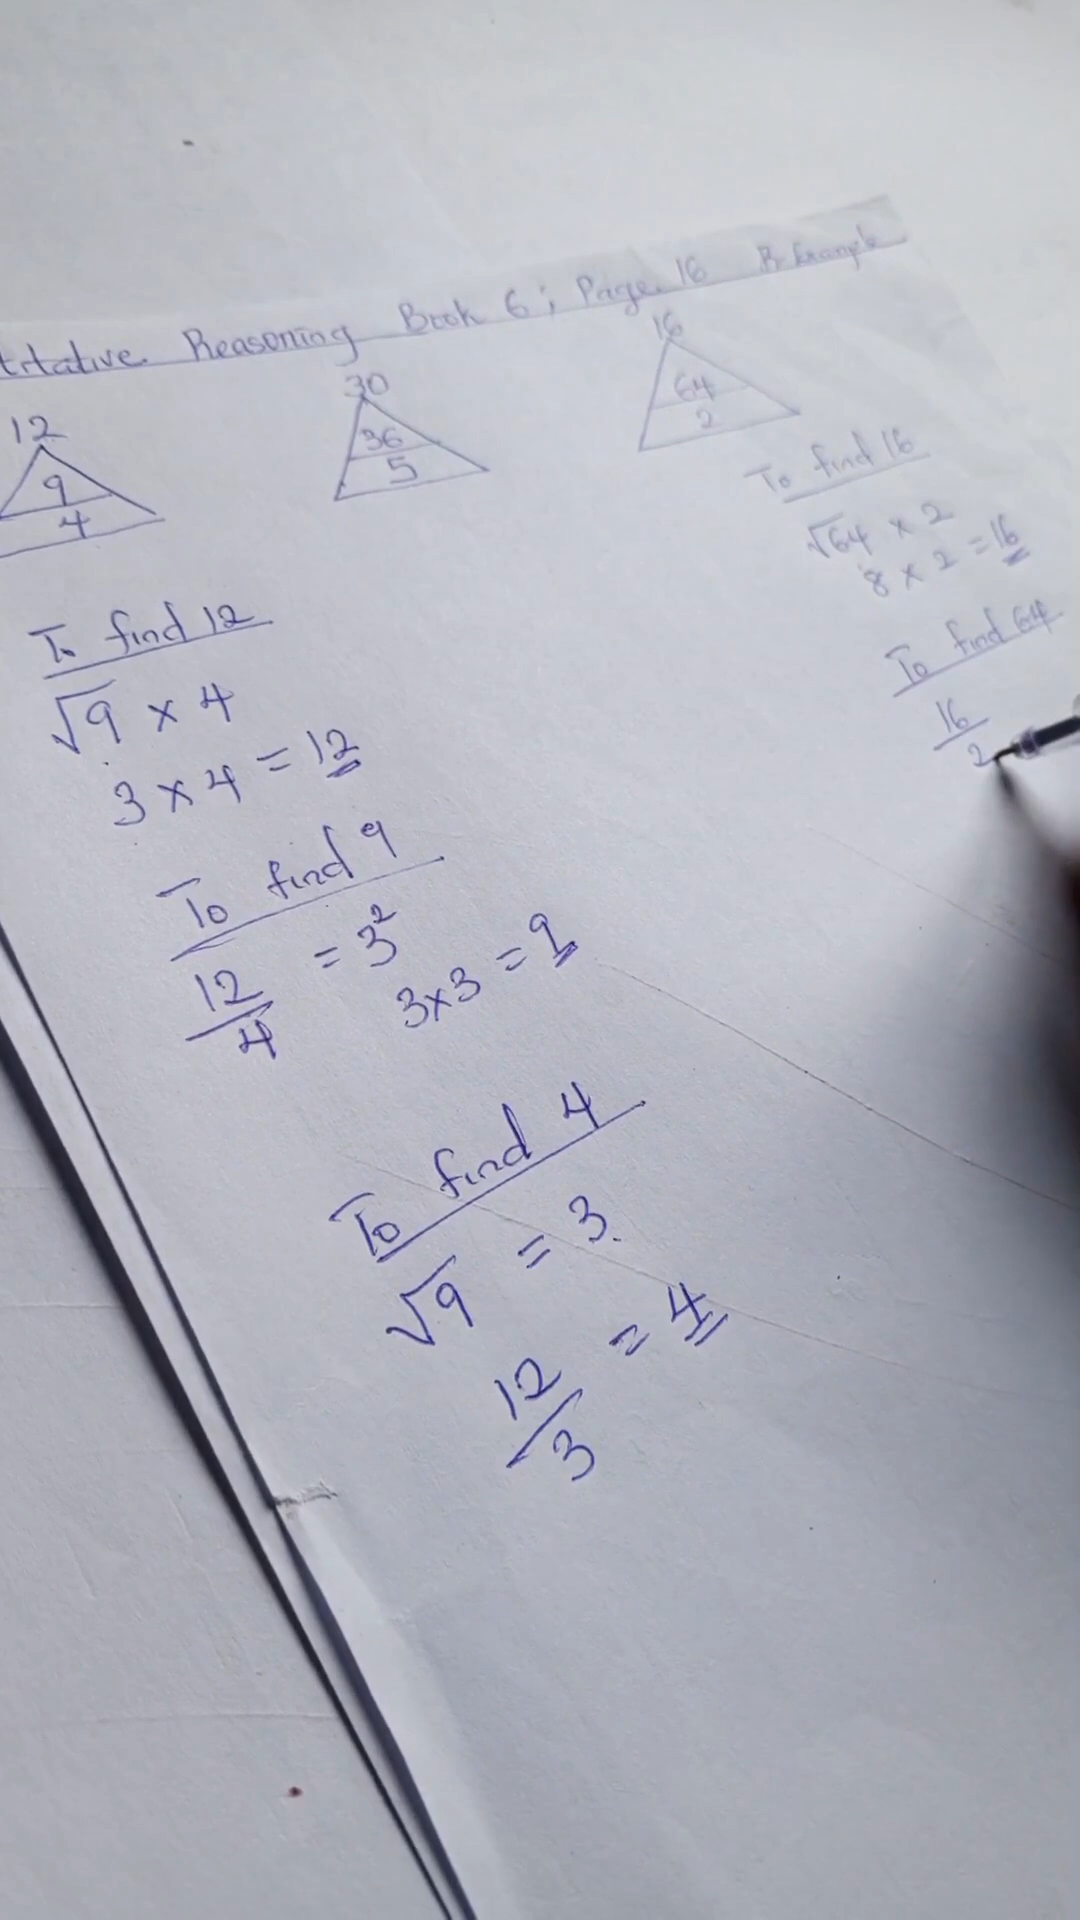 titative Reasoning Book 6; Page. 16 B. Example
12
9
4
30
36
5
16
64
2
To find 12
√9 × 4
3 × 4 = 12
To find 9
12/4 = 3²
3×3 = 9
To find 4
√9 = 3
12/3 = 4
To find 16
√64 × 2
8 × 2 = 16
To find 64
16/2